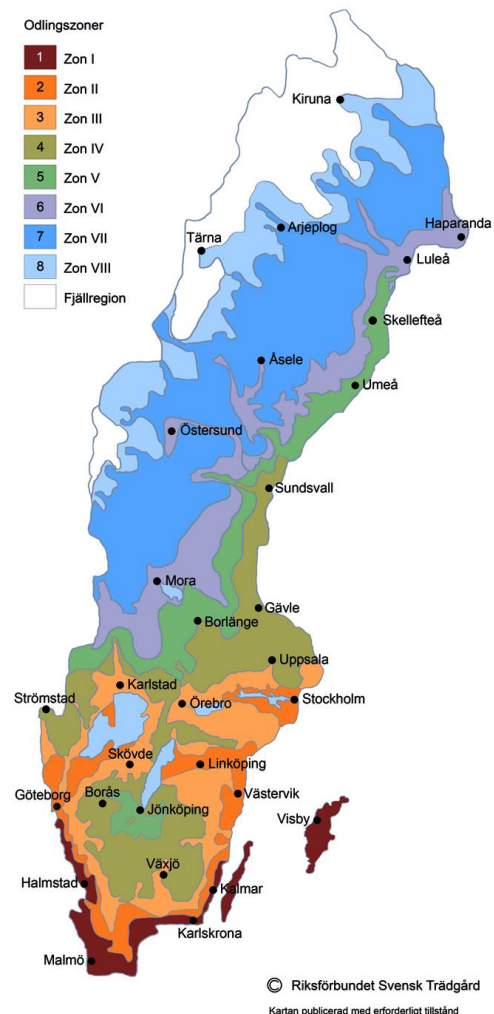 Odlingszoner
1 Zon I
2 Zon II
3 Zon III
4 Zon IV
5 Zon V
6 Zon VI
7 Zon VII
8 Zon VIII
Fjällregion
Kiruna
Arjeplog
Haparanda
Tärna
Luleå
Skellefteå
Åsele
Umeå
Östersund
Sundsvall
Mora
Gävle
Borlänge
Uppsala
Karlstad
Strömstad
Örebro
Stockholm
Skövde
Linköping
Göteborg
Borås
Västervik
Jönköping
Visby
Växjö
Halmstad
Kalmar
Karlskrona
Malmö
© Riksförbundet Svensk Trädgård
Kartan publicerad med erforderligt tillstånd